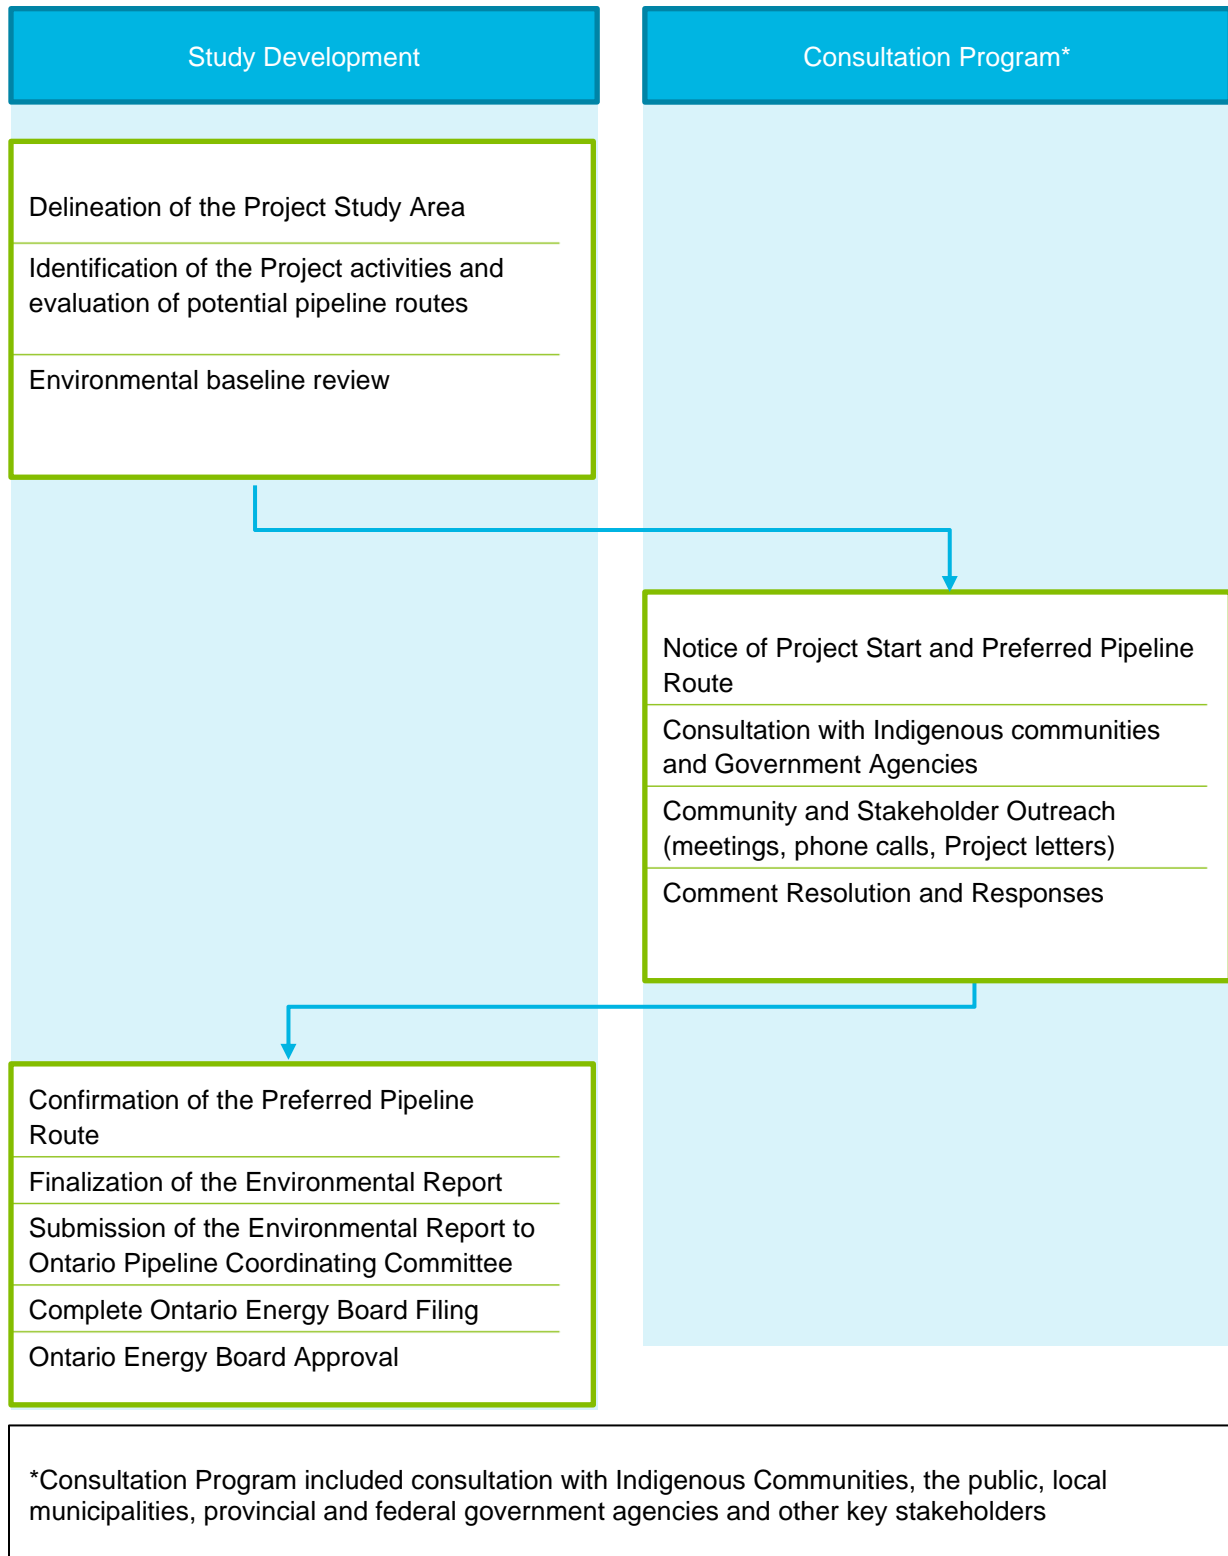 Study Development
Consultation Program*
Delineation of the Project Study Area
Identification of the Project activities and
evaluation of potential pipeline routes
Environmental baseline review
Notice of Project Start and Preferred Pipeline
Route
Consultation with Indigenous communities
and Government Agencies
Community and Stakeholder Outreach
(meetings, phone calls, Project letters)
Comment Resolution and Responses
Confirmation of the Preferred Pipeline
Route
Finalization of the Environmental Report
Submission of the Environmental Report to
Ontario Pipeline Coordinating Committee
Complete Ontario Energy Board Filing
Ontario Energy Board Approval
*Consultation Program included consultation with Indigenous Communities, the public, local
municipalities, provincial and federal government agencies and other key stakeholders